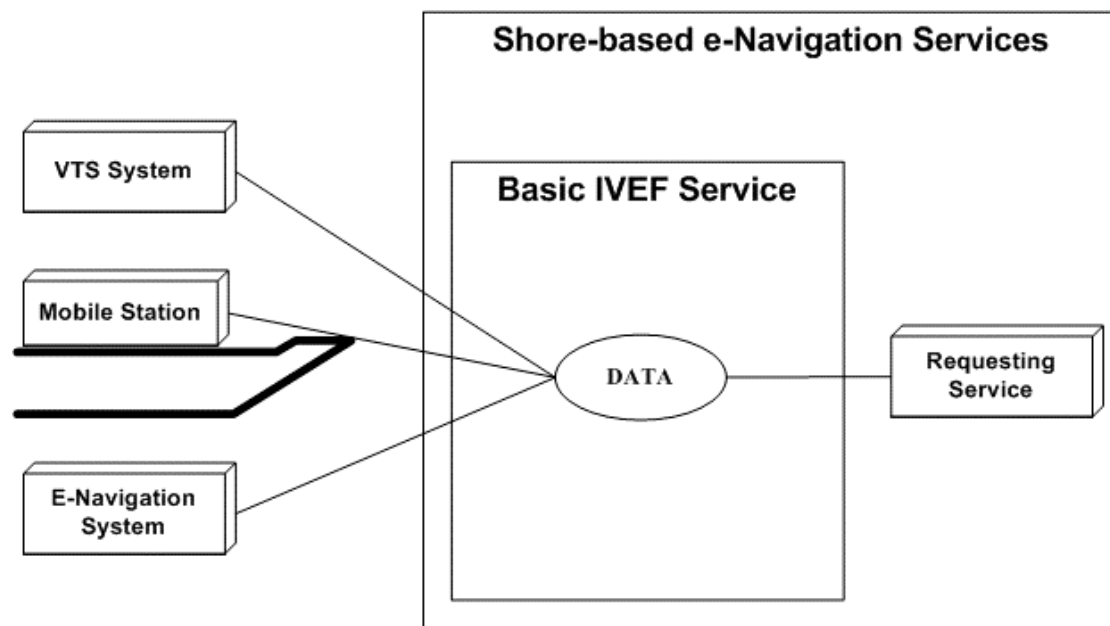 Shore-based e-Navigation Services
VTS System
Basic IVEF Service
Mobile Station
DATA
Requesting
Service
E-Navigation
System